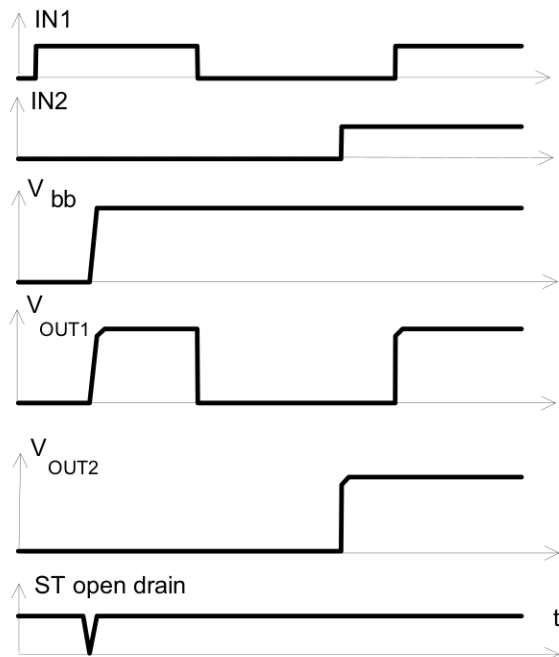 IN1
IN2
V bb
V
OUT1
V
OUT2
ST open drain
t